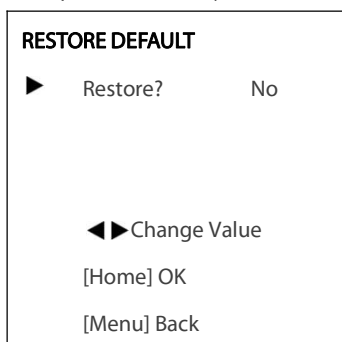 RESTORE DEFAULT
▶ Restore? No
◀▶Change Value
[Home] OK
[Menu] Back